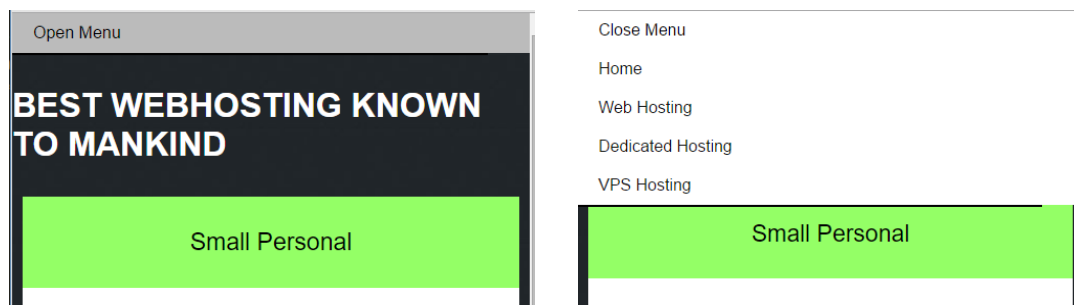 Open Menu
BEST WEBHOSTING KNOWN
TO MANKIND
Small Personal
Close Menu
Home
Web Hosting
Dedicated Hosting
VPS Hosting
Small Personal